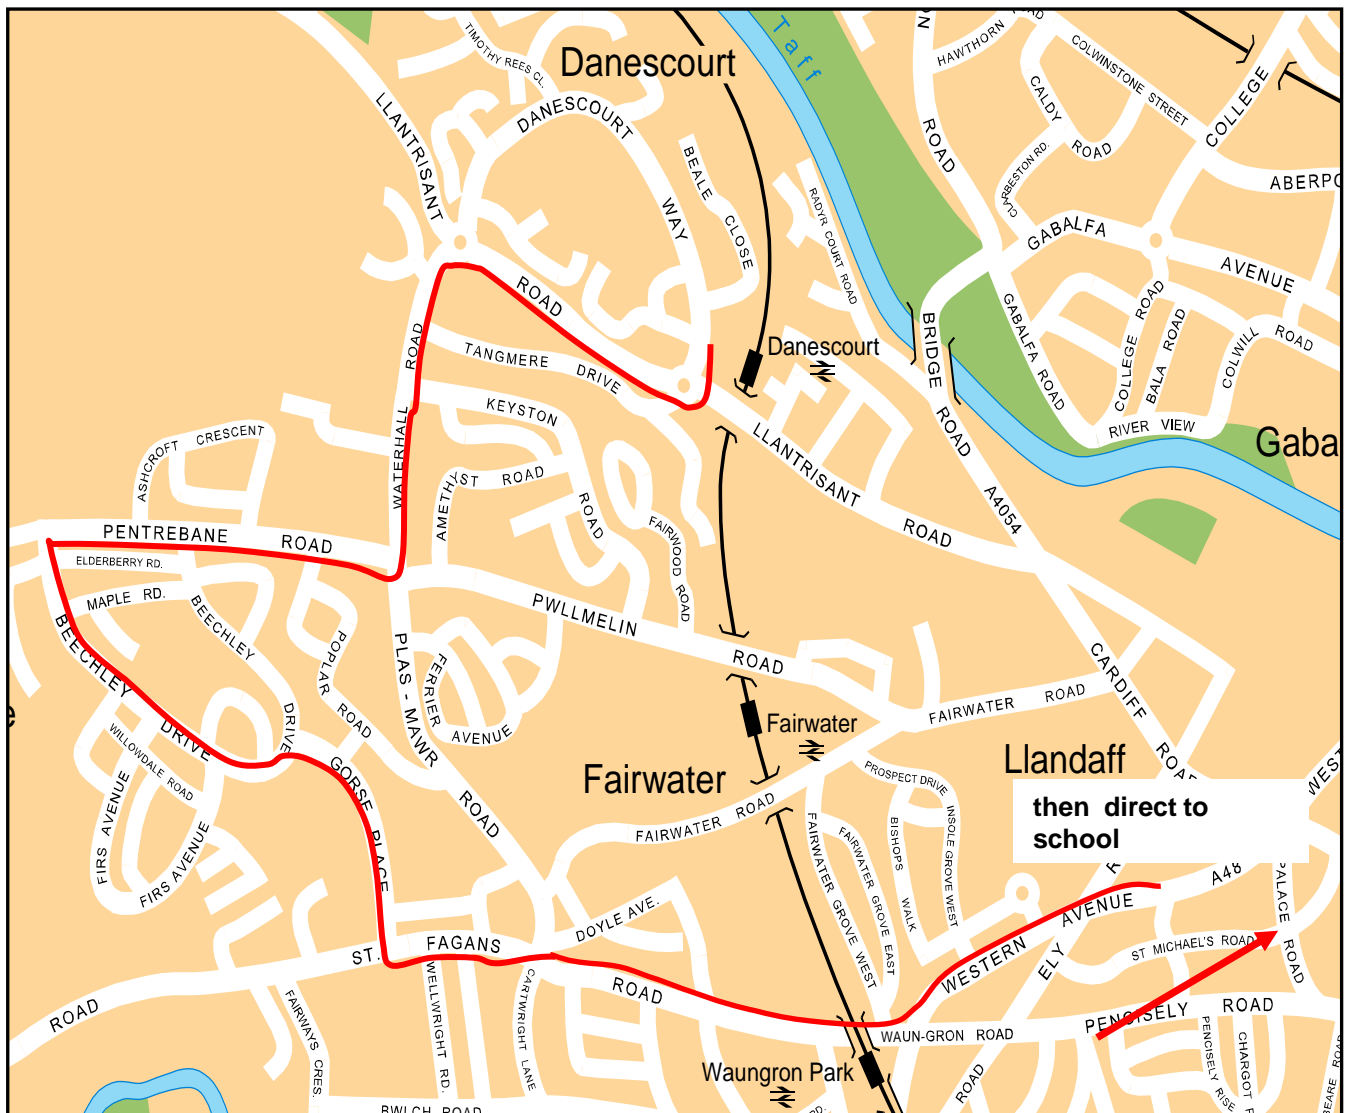 Danescourt
Taff
TIMOTHY REES CL.
LLANTRISANT
DANESCOURT
WAY
BEALE CLOSE
ROAD
HAWTHORN
COLWINSTONE STREET
CALDY ROAD
CLARBESTON RD.
COLLEGE
GABALFA
AVENUE
RADYR COURT ROAD
ROAD
TANGMERE DRIVE
Danescourt
BRIDGE
ROAD
A4054
GABALFA ROAD
COLLEGE ROAD
BALA ROAD
COLWILL ROAD
RIVER VIEW
KEYSTON
ROAD
ASHCROFT CRESCENT
WATERHALL
ROAD
AMETHYST ROAD
LLANTRISANT
ROAD
FAIRWOOD ROAD
PENTREBANE ROAD
ELDERBERRY RD.
MAPLE RD.
BEECHLEY
DRIVE
BEECHLEY
DRIVE
POPLAR
ROAD
PLAS - MAWR
ROAD
FERRIER
AVENUE
PWLLMELIN
ROAD
CARDIFF
FAIRWATER ROAD
Fairwater
Fairwater
Llandaff
WILLOWDALE ROAD
FIRS AVENUE
FIRS AVENUE
GORSE PLACE
FAIRWATER ROAD
PROSPECT DRIVE
INSOLE GROVE WEST
BISHOPS
WALK
FAIRWATER GROVE EAST
FAIRWATER GROVE WEST
then direct to
school
A48
WESTERN
AVENUE
ELY
PALACE
ROAD
ST MICHAEL'S ROAD
DOYLE AVE.
ST.
FAGANS
ROAD
ROAD
FAIRWAYS CRES.
WELLWRIGHT RD.
CARTWRIGHT LANE
WAUN-GRON ROAD
PENCISELY
ROAD
PENCISELY RISE
Waungron Park
ROAD
BWLCH ROAD